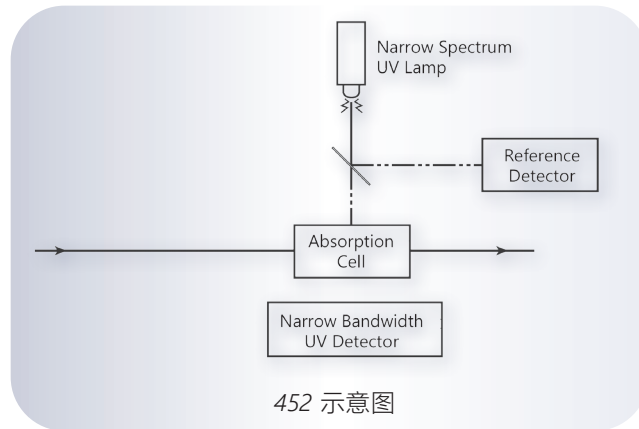 Narrow Spectrum
UV Lamp
Reference
Detector
Absorption
Cell
Narrow Bandwidth
UV Detector
452 示意图